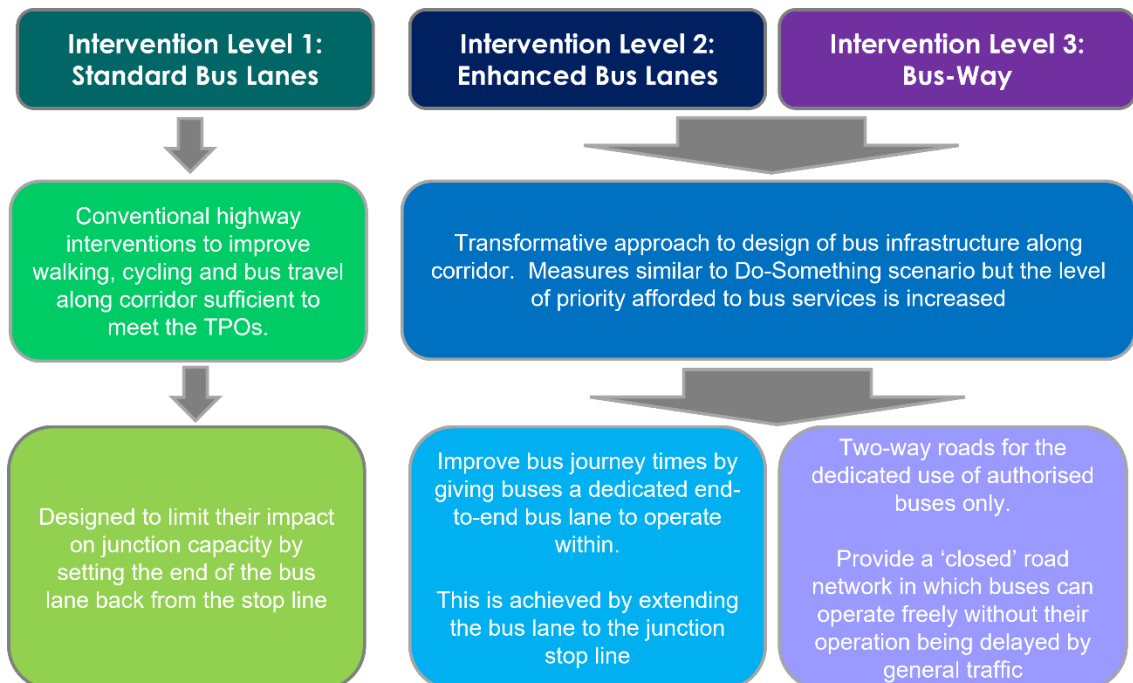 Intervention Level 1:
Standard Bus Lanes
Intervention Level 2:
Enhanced Bus Lanes
Intervention Level 3:
Bus-Way
Conventional highway
interventions to improve
walking, cycling and bus travel
along corridor sufficient to
meet the TPOs.
Transformative approach to design of bus infrastructure along
corridor.  Measures similar to Do-Something scenario but the level
of priority afforded to bus services is increased
Designed to limit their impact
on junction capacity by
setting the end of the bus
lane back from the stop line
Improve bus journey times by
giving buses a dedicated end-
to-end bus lane to operate
within.
This is achieved by extending
the bus lane to the junction
stop line
Two-way roads for the
dedicated use of authorised
buses only.
Provide a ‘closed’ road
network in which buses can
operate freely without their
operation being delayed by
general traffic